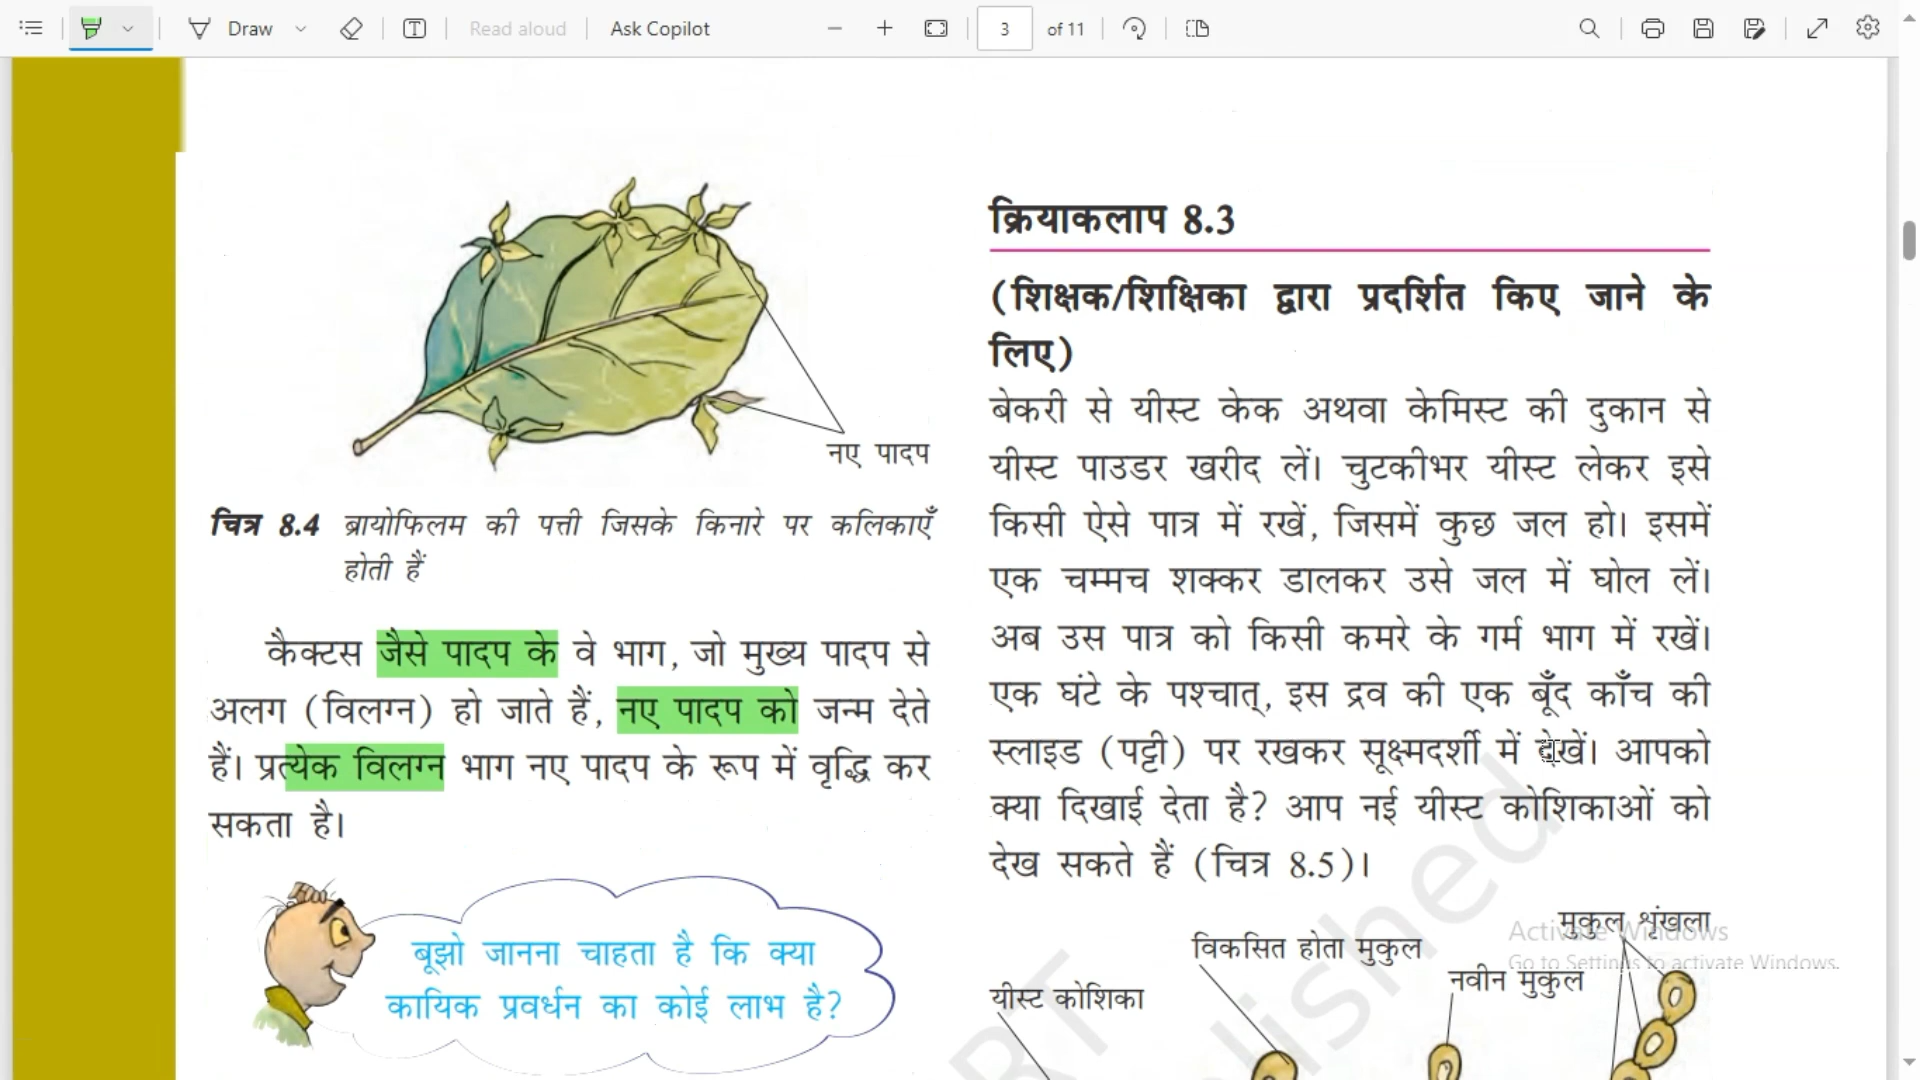 Draw
Read aloud
Ask Copilot
3
of 11
नए पादप
चित्र 8.4 ब्रायोफिलम की पत्ती जिसके किनारे पर कलिकाएँ
होती हैं
कैक्टस जैसे पादप के वे भाग, जो मुख्य पादप से
अलग (विलग्न) हो जाते हैं, नए पादप को जन्म देते
हैं। प्रत्येक विलग्न भाग नए पादप के रूप में वृद्धि कर
सकता है।
बूझो जानना चाहता है कि क्या
कायिक प्रवर्धन का कोई लाभ है?
क्रियाकलाप 8.3
(शिक्षक/शिक्षिका द्वारा प्रदर्शित किए जाने के
लिए)
बेकरी से यीस्ट केक अथवा केमिस्ट की दुकान से
यीस्ट पाउडर खरीद लें। चुटकीभर यीस्ट लेकर इसे
किसी ऐसे पात्र में रखें, जिसमें कुछ जल हो। इसमें
एक चम्मच शक्कर डालकर उसे जल में घोल लें।
अब उस पात्र को किसी कमरे के गर्म भाग में रखें।
एक घंटे के पश्चात्, इस द्रव की एक बूँद काँच की
स्लाइड (पट्टी) पर रखकर सूक्ष्मदर्शी में देखें। आपको
क्या दिखाई देता है? आप नई यीस्ट कोशिकाओं को
देख सकते हैं (चित्र 8.5)।
मुकुल शृंखला
विकसित होता मुकुल
नवीन मुकुल
यीस्ट कोशिका
Activate Windows
Go to Settings to activate Windows.